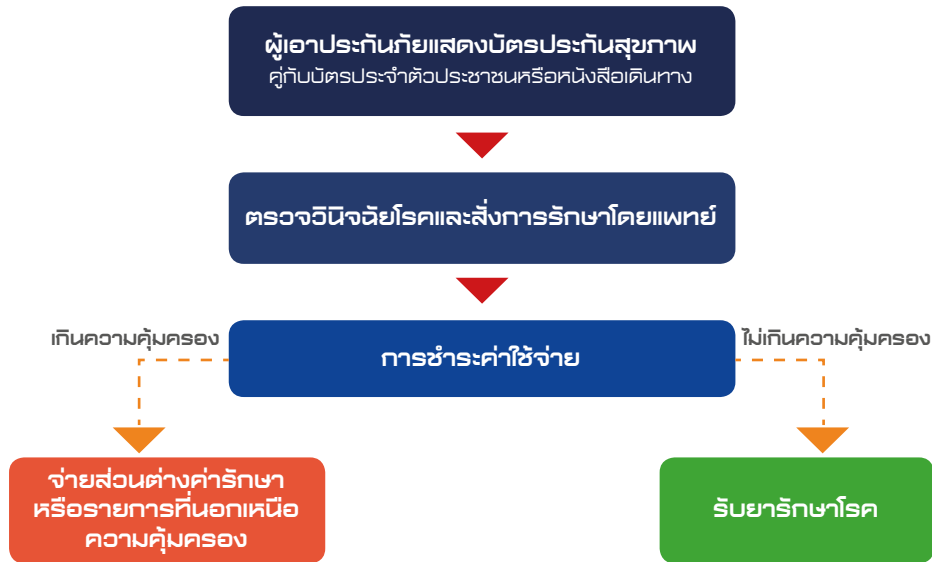 ผู้เอาประกันภัยแสดงบัตรประกันสุขภาพ
คู่กับบัตรประจำตัวประชาชนหรือหนังสือเดินทาง
ตรวจวินิจฉัยโรคและสั่งการรักษาโดยแพทย์
เกินความคุ้มครอง
การชำระค่าใช้จ่าย
ไม่เกินความคุ้มครอง
จ่ายส่วนต่างค่ารักษา
หรือรายการที่นอกเหนือ
ความคุ้มครอง
รับยารักษาโรค